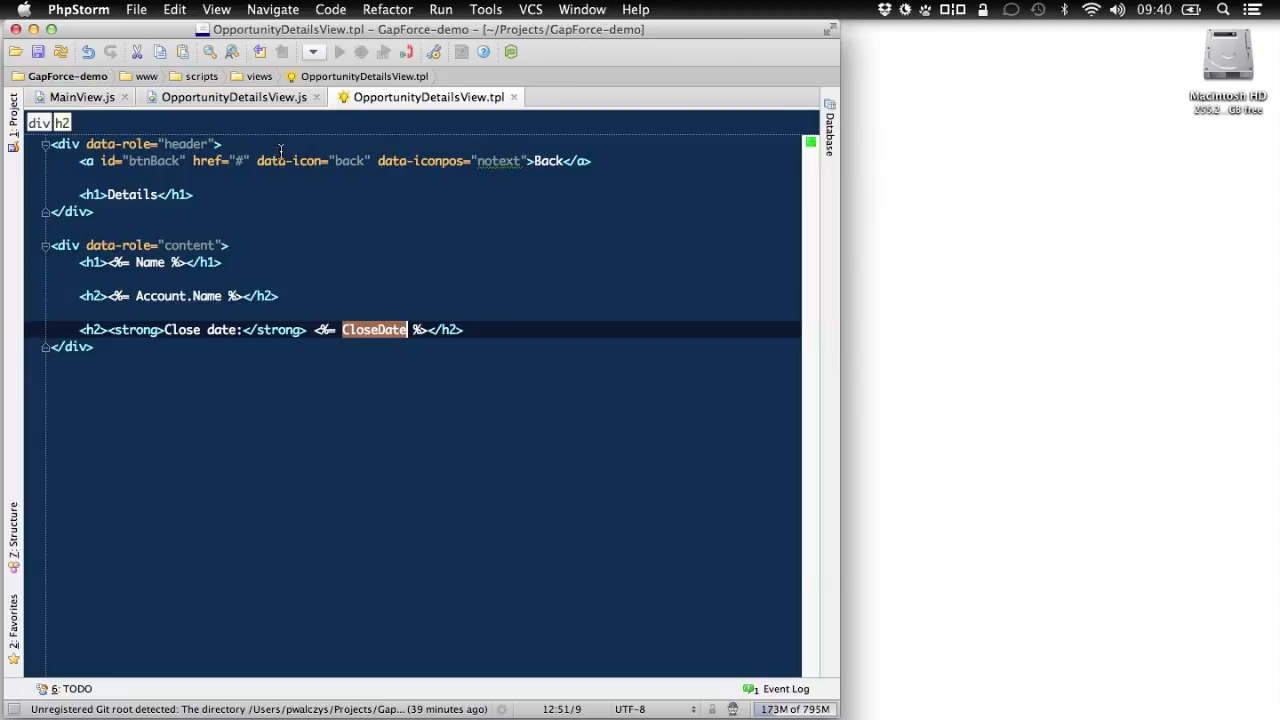 PhpStorm File Edit View Navigate Code Refactor Run Tools VCS Window Help 09:40
OpportunityDetailsView.tpl – GapForce-demo – [~/Projects/GapForce-demo]
GapForce-demo www scripts views OpportunityDetailsView.tpl
MainView.js OpportunityDetailsView.js OpportunityDetailsView.tpl
div h2
<div data-role="header">
<a id="btnBack" href="#" data-icon="back" data-iconpos="notext">Back</a>
<h1>Details</h1>
</div>
<div data-role="content">
<h1><%= Name %></h1>
<h2><%= Account.Name %></h2>
<h2><strong>Close date:</strong> <%= CloseDate %></h2>
</div>
1: Project
7: Structure
2: Favorites
Database
Macintosh HD
255.2... GB free
6: TODO Event Log
Unregistered Git root detected: The directory /Users/pwalczys/Projects/Gap... (39 minutes ago) 12:51/9 UTF-8 173M of 795M